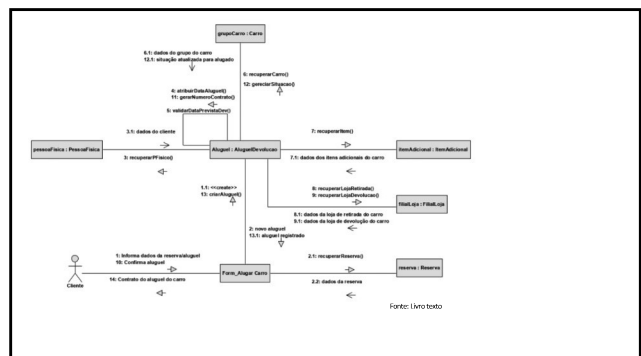 grupoCarro : Carro
6.1: dados do grupo do carro
12.1: situação atualizada para alugado
6: recuperarCarro()
12: gerenciarSituacao()
4: atribuirDataAluguel()
11: gerarNumeroContrato()
5: validarDataPrevistaDev()
3.1: dados do cliente
7: recuperarItem()
pessoaFisica : PessoaFisica
Aluguel : AluguelDevolucao
itemAdicional : ItemAdicional
3: recuperarPFisica()
7.1: dados dos itens adicionais do carro
1.1: <<create>>
13: criarAluguel()
8: recuperarLojaRetirada()
9: recuperarLojaDevolucao()
filialLoja : FilialLoja
8.1: dados da loja de retirada do carro
9.1: dados da loja de devolução do carro
2: novo aluguel
13.1: aluguel registrado
1: Informa dados da reserva/aluguel
10: Confirma aluguel
2.1: recuperarReserva()
Form_Alugar Carro
reserva : Reserva
Cliente
14: Contrato do aluguel do carro
2.2: dados da reserva
Fonte: Livro texto